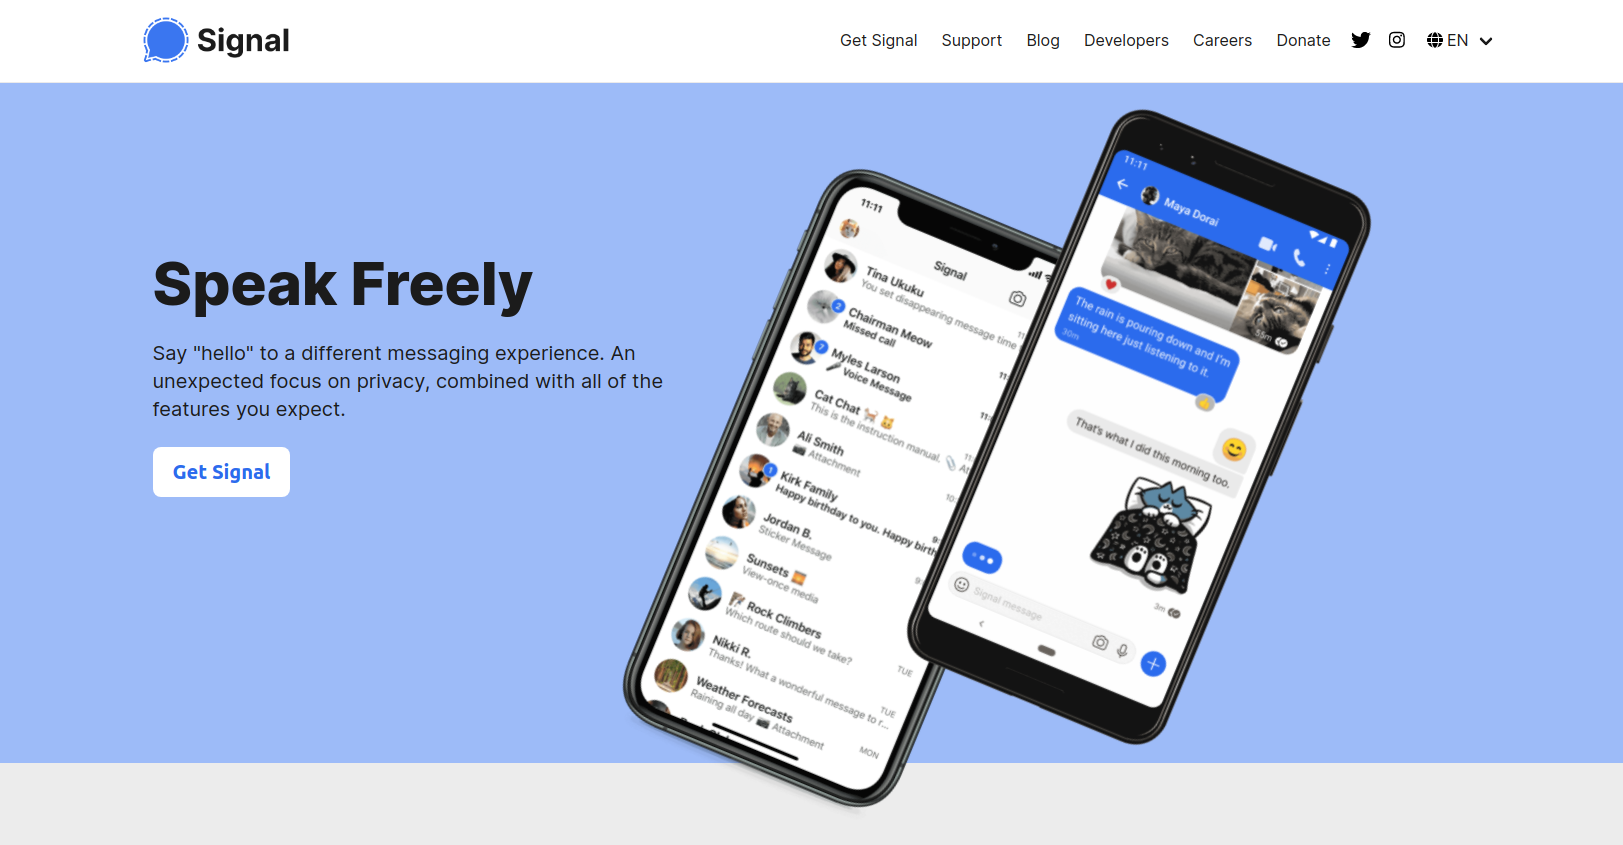 Signal
Get Signal
Support
Blog
Developers
Careers
Donate
EN
Speak Freely
Say "hello" to a different messaging experience. An
unexpected focus on privacy, combined with all of the
features you expect.
Get Signal
11:11
Signal
Tina Ukuku
You set disappearing message time
Chairman Meow
Missed call
2
Myles Larson
Voice Message
7
Cat Chat 🐈 🐱
This is the instruction manual. 📎 At
Ali Smith
📷 Attachment
Kirk Family
Happy birthday to you. Happy birth
1
Jordan B.
Sticker Message
Sunsets 🌇
View-once media
🧗 Rock Climbers
Which route should we take?
TUE
Nikki R.
Thanks! What a wonderful message to r...
TUE
Weather Forecasts
Raining all day 📷 Attachment
MON
11:11
Maya Dorai
The rain is pouring down and I'm
sitting here just listening to it.
30m
That's what I did this morning too.
3m
Signal message